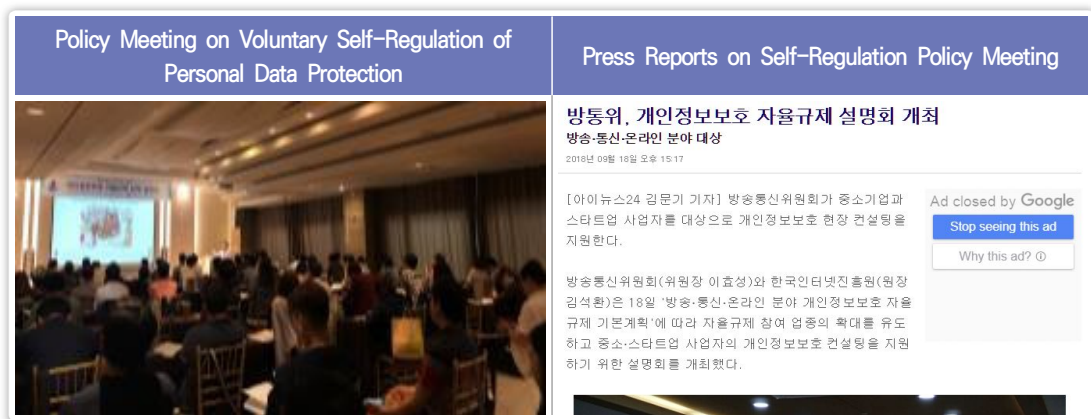 Policy Meeting on Voluntary Self-Regulation of
Personal Data Protection
Press Reports on Self-Regulation Policy Meeting
방통위, 개인정보보호 자율규제 설명회 개최
방송·통신·온라인 분야 대상
2018년 09월 18일 오후 15:17
[아이뉴스24 김문기 기자] 방송통신위원회가 중소기업과
스타트업 사업자를 대상으로 개인정보보호 현장 컨설팅을
지원한다.
방송통신위원회(위원장 이효성)와 한국인터넷진흥원(원장
김석환)은 18일 '방송·통신·온라인 분야 개인정보보호 자율
규제 기본계획'에 따라 자율규제 참여 업종의 확대를 유도
하고 중소·스타트업 사업자의 개인정보보호 컨설팅을 지원
하기 위한 설명회를 개최했다.
Ad closed by Google
Stop seeing this ad
Why this ad? ⓘ